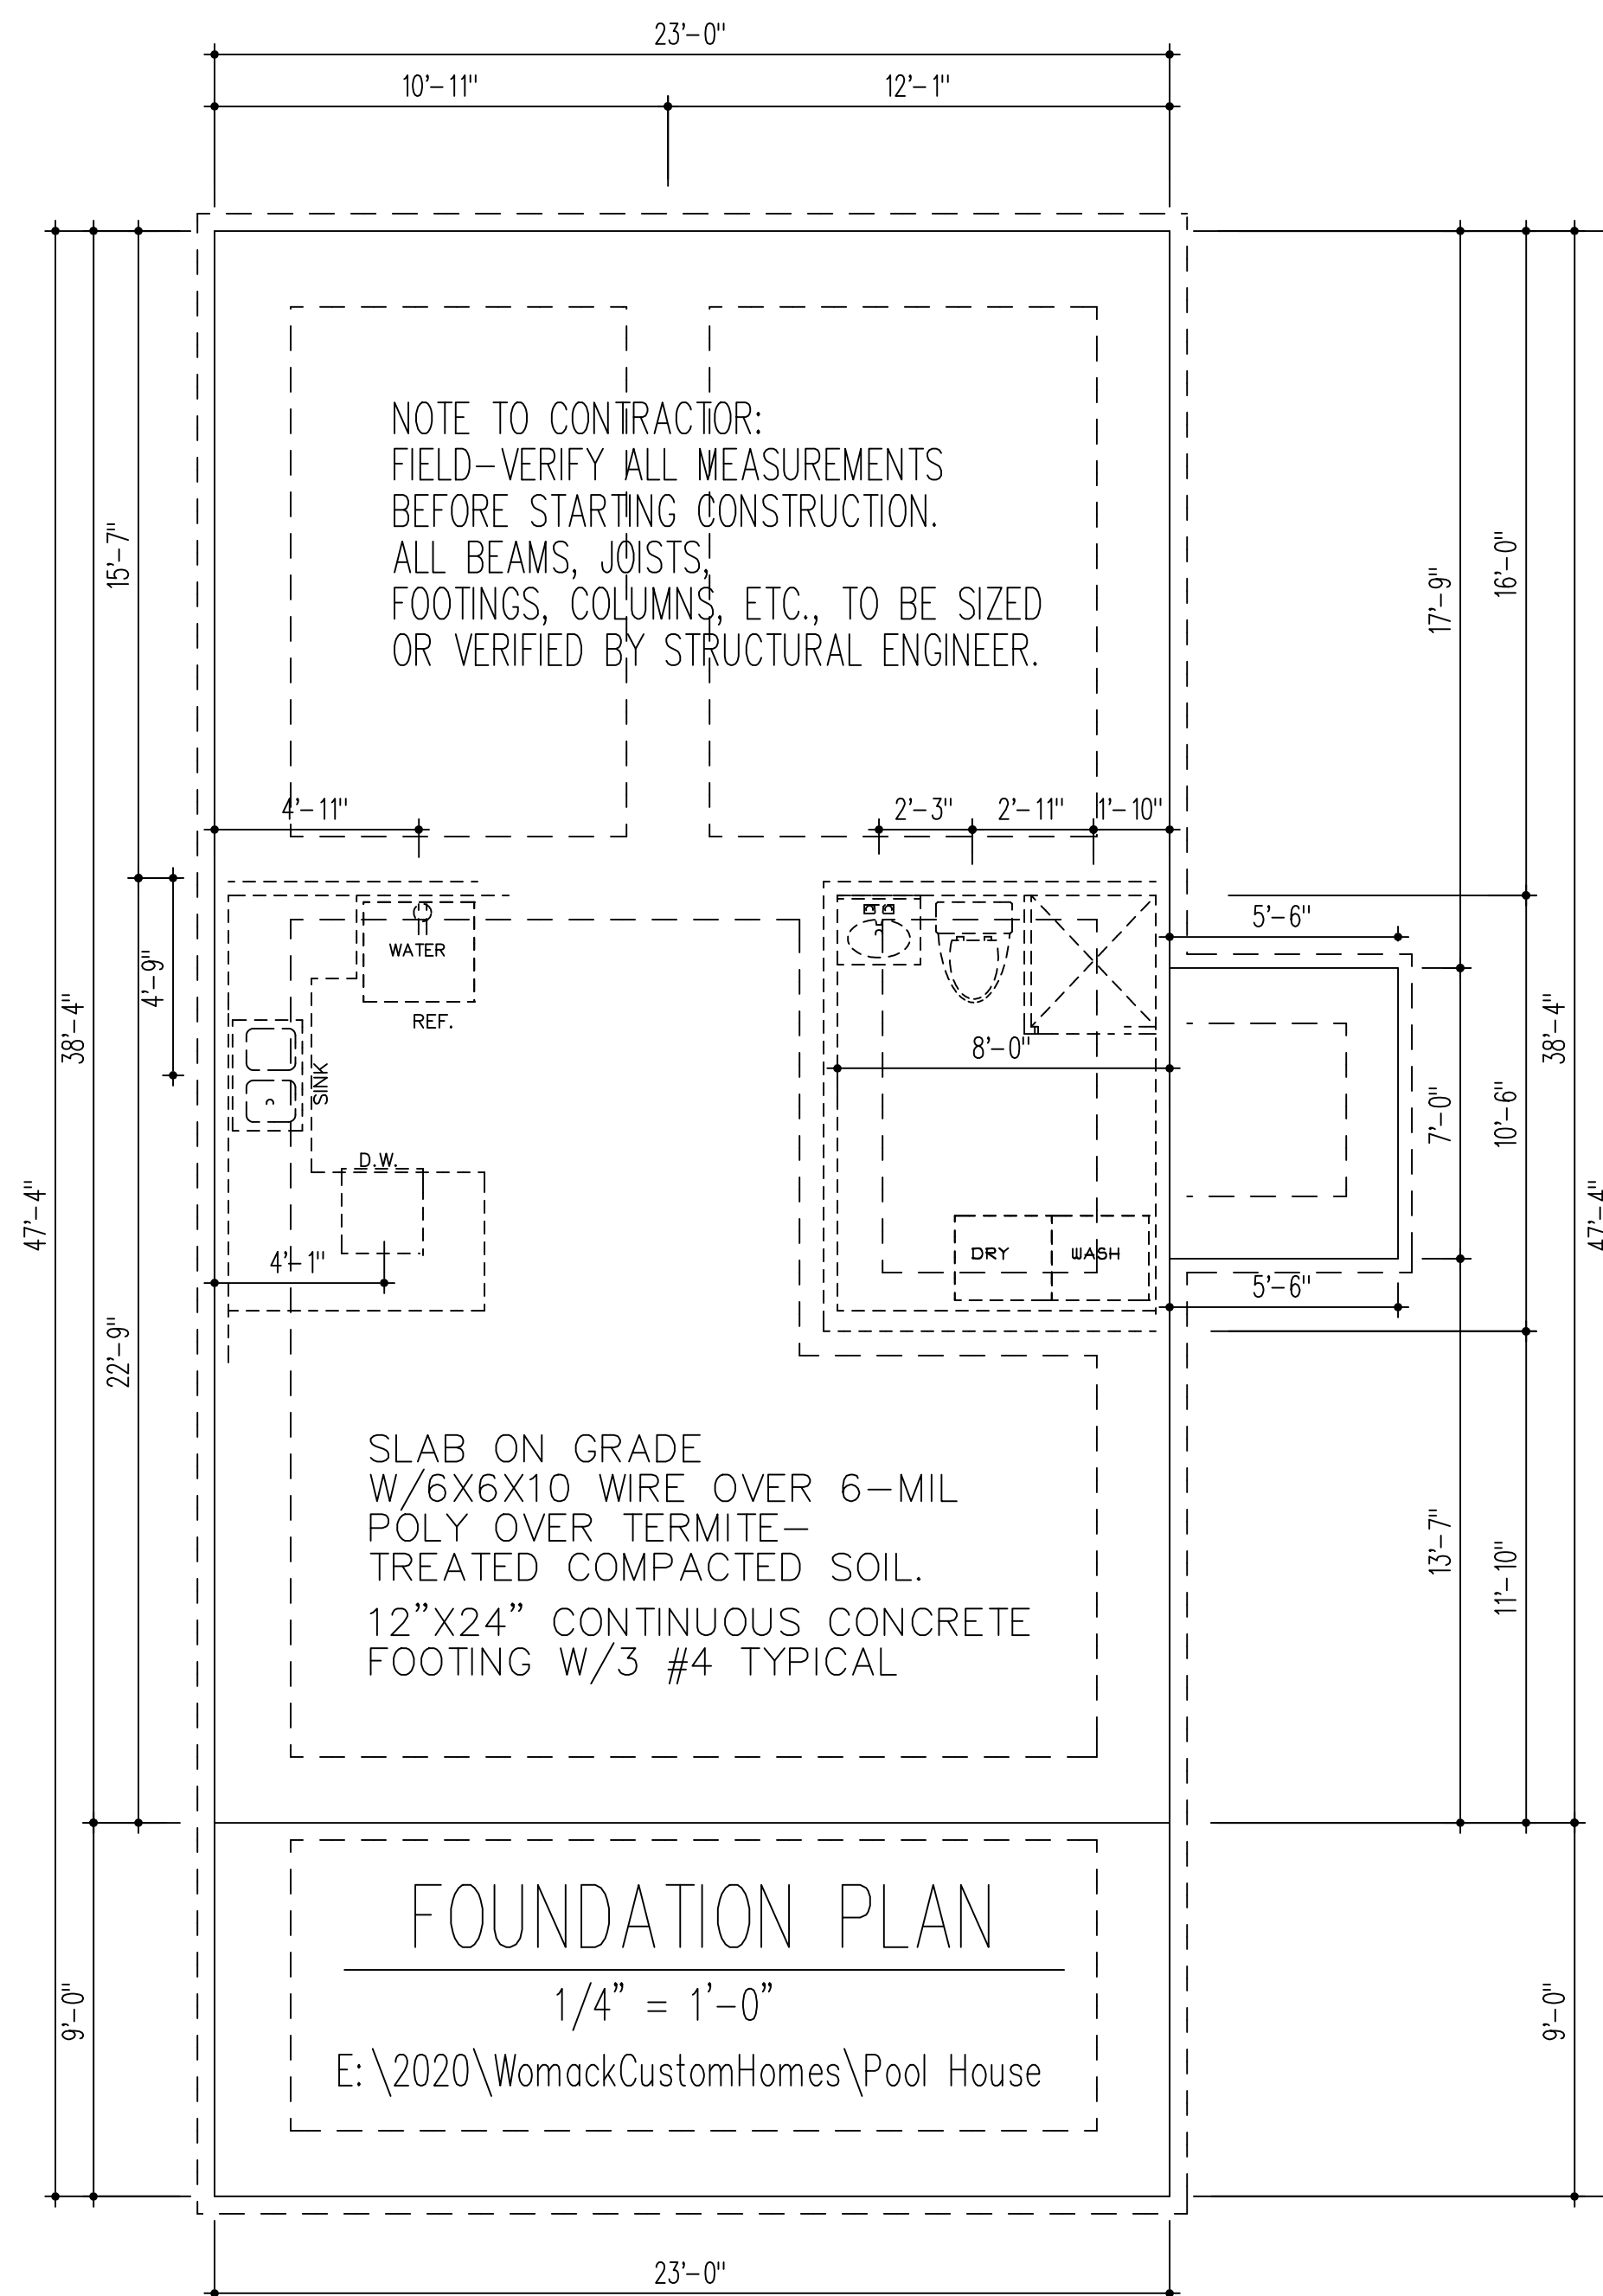 23'-0"
10'-11"
12'-1"
NOTE TO CONTRACTOR:
FIELD-VERIFY ALL MEASUREMENTS
BEFORE STARTING CONSTRUCTION.
ALL BEAMS, JOISTS,
FOOTINGS, COLUMNS, ETC., TO BE SIZED
OR VERIFIED BY STRUCTURAL ENGINEER.
15'-7"
16'-0"
17'-9"
4'-11"
2'-3"
2'-11"
1'-10"
5'-6"
WATER
REF.
4'-9"
38'-4"
38'-4"
8'-0"
SINK
7'-0"
10'-6"
D.W.
47'-4"
47'-4"
4'-1"
DRY
WASH
5'-6"
22'-9"
SLAB ON GRADE
W/6X6X10 WIRE OVER 6-MIL
POLY OVER TERMITE-
TREATED COMPACTED SOIL.
12"X24" CONTINUOUS CONCRETE
FOOTING W/3 #4 TYPICAL
13'-7"
11'-10"
FOUNDATION PLAN
1/4" = 1'-0"
9'-0"
9'-0"
E:\2020\WomackCustomHomes\Pool House
23'-0"